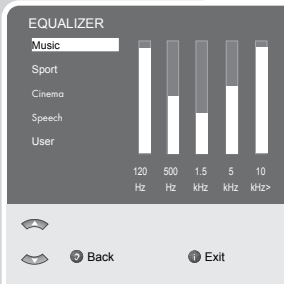 EQUALIZER
Music
Sport
Cinema
Speech
User
120 500 1.5 5 10
Hz Hz kHz kHz kHz>
Back Exit